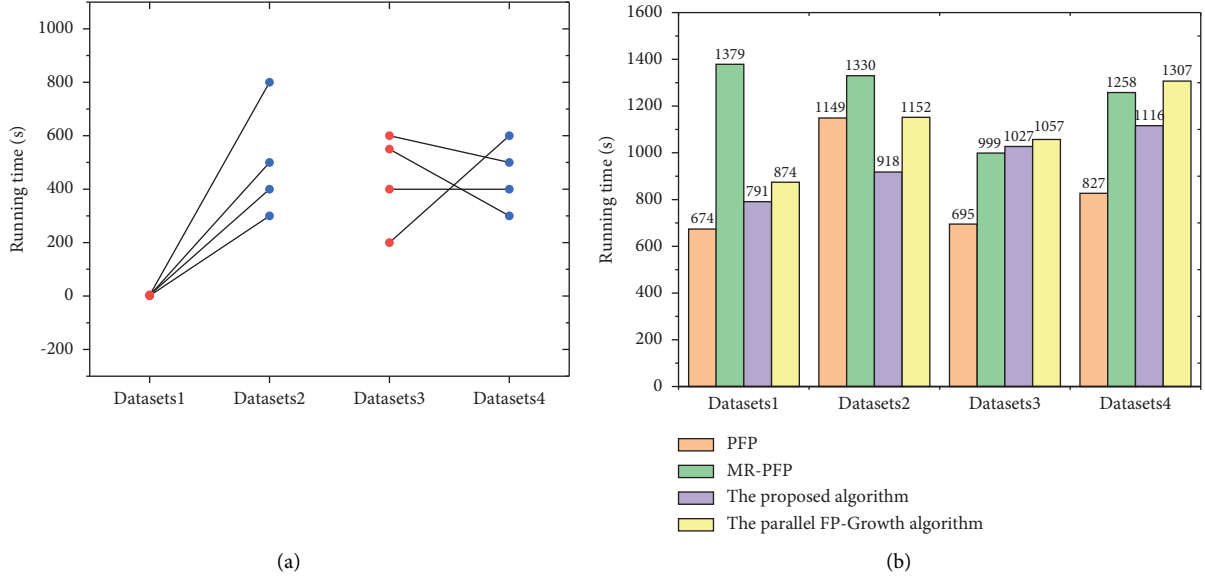 1000
800
600
400
200
0
-200
Running time (s)
Datasets1 Datasets2 Datasets3 Datasets4
(a)
1600
1400
1200
1000
800
600
400
200
0
Running time (s)
674 1379 791 874
1149 1330 918 1152
695 999 1027 1057
827 1258 1116 1307
Datasets1 Datasets2 Datasets3 Datasets4
PFP
MR-PFP
The proposed algorithm
The parallel FP-Growth algorithm
(b)